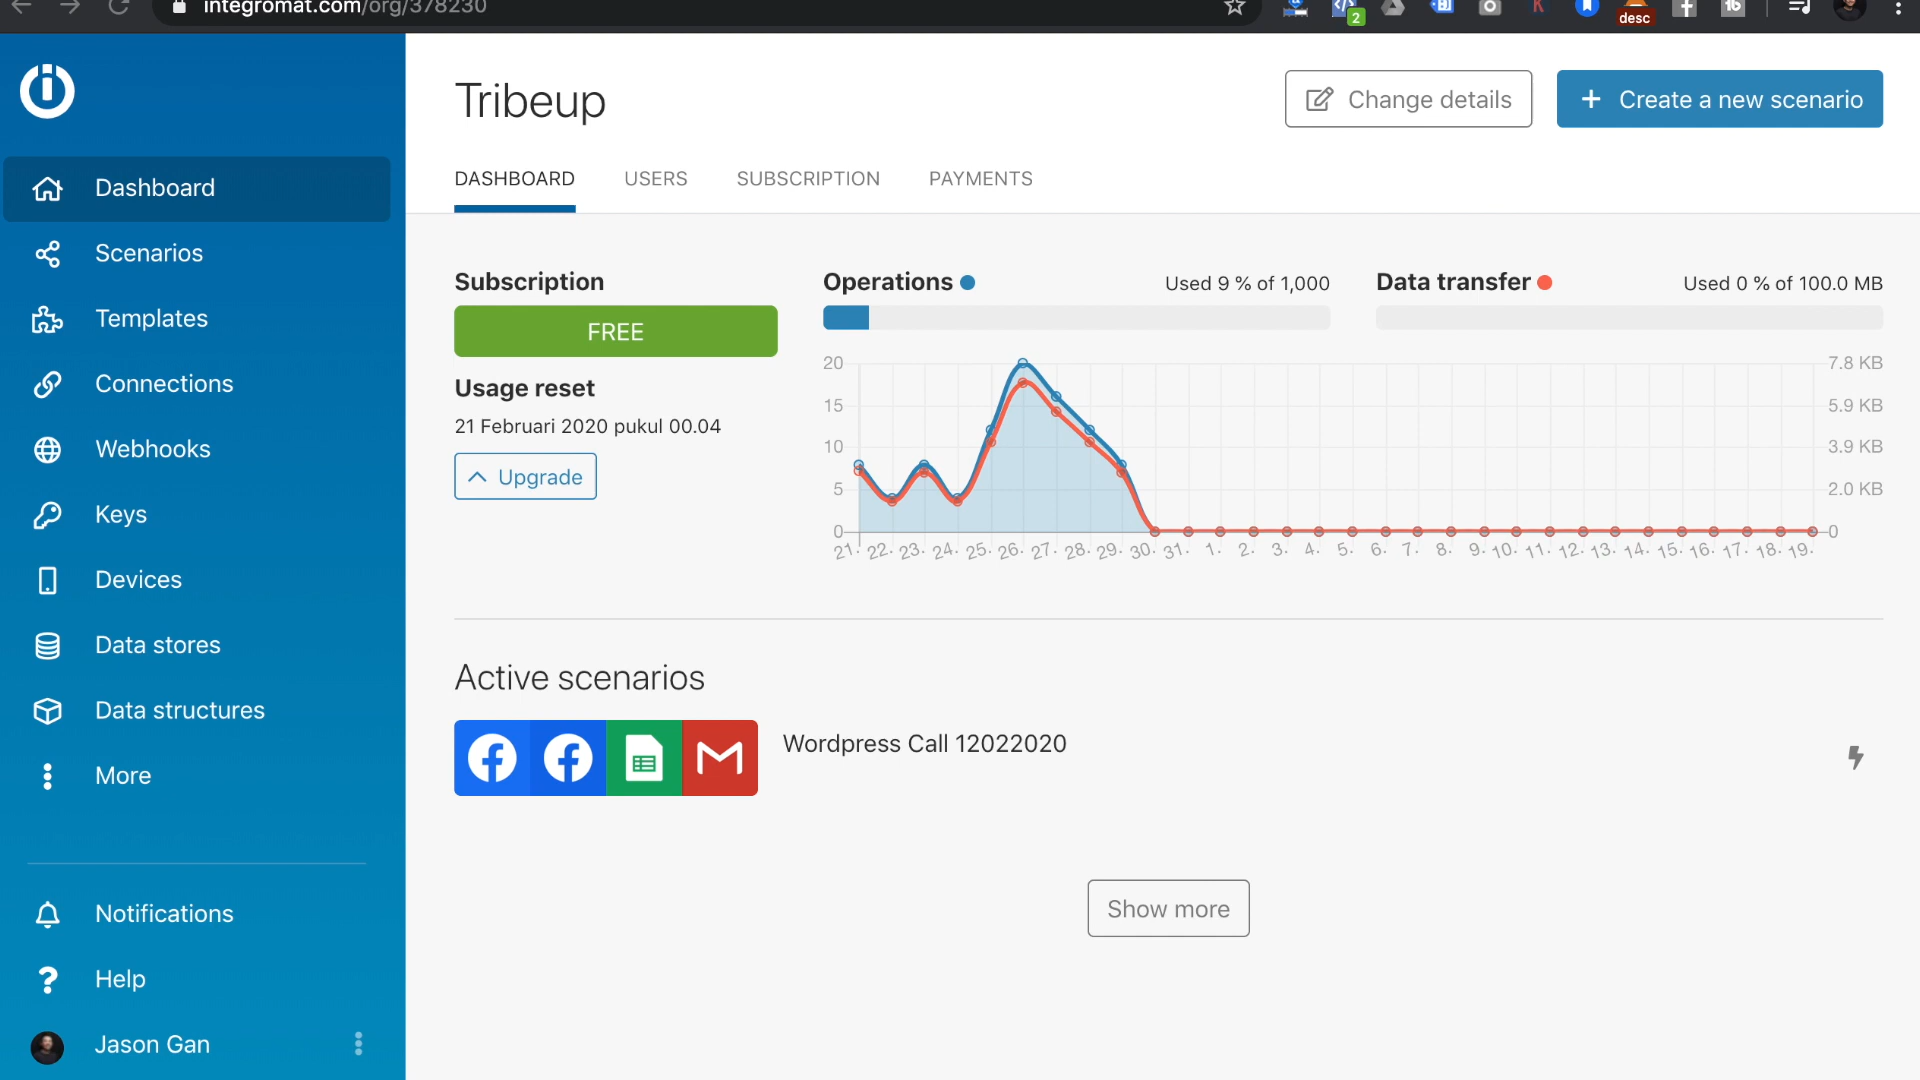 integromat.com/org/378230
2
desc
16
Tribeup
Change details
+ Create a new scenario
DASHBOARD USERS SUBSCRIPTION PAYMENTS
Dashboard
Scenarios
Templates
Connections
Webhooks
Keys
Devices
Data stores
Data structures
More
Notifications
Help
Jason Gan
Subscription
FREE
Usage reset
21 Februari 2020 pukul 00.04
Upgrade
Operations Used 9 % of 1,000
Data transfer Used 0 % of 100.0 MB
20 7.8 KB
15 5.9 KB
10 3.9 KB
5 2.0 KB
0 0
21. 22. 23. 24. 25. 26. 27. 28. 29. 30. 31. 1. 2. 3. 4. 5. 6. 7. 8. 9. 10. 11. 12. 13. 14. 15. 16. 17. 18. 19.
Active scenarios
Wordpress Call 12022020
Show more